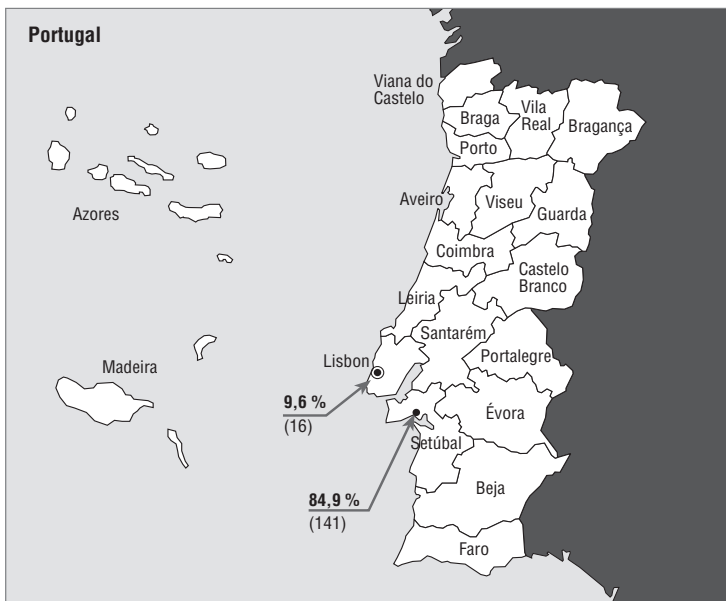 Portugal
Viana do
Castelo
Braga
Vila
Real
Bragança
Porto
Azores
Aveiro
Viseu
Guarda
Coimbra
Castelo
Branco
Leiria
Santarém
Madeira
Lisbon
Portalegre
9,6 %
(16)
Évora
Setúbal
84,9 %
(141)
Beja
Faro